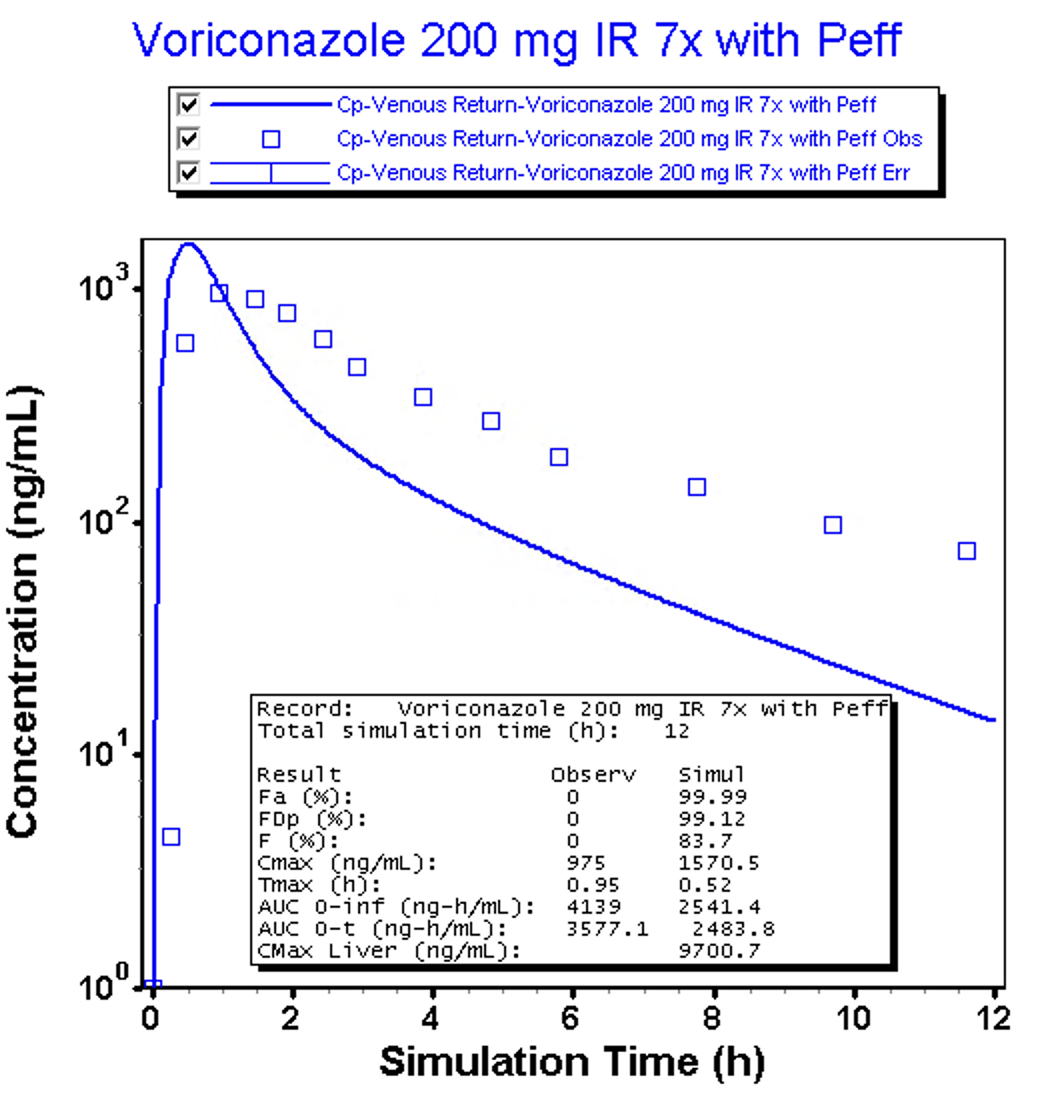 Voriconazole 200 mg IR 7x with Peff
Cp-Venous Return-Voriconazole 200 mg IR 7x with Peff
Cp-Venous Return-Voriconazole 200 mg IR 7x with Peff Obs
Cp-Venous Return-Voriconazole 200 mg IR 7x with Peff Err
Concentration (ng/mL)
10³
10²
10¹
10⁰
Record: Voriconazole 200 mg IR 7x with Peff
Total simulation time (h): 12
Result Observ Simul
Fa (%): 0 99.99
FDp (%): 0 99.12
F (%): 0 83.7
Cmax (ng/mL): 975 1570.5
Tmax (h): 0.95 0.52
AUC 0-inf (ng-h/mL): 4139 2541.4
AUC 0-t (ng-h/mL): 3577.1 2483.8
CMax Liver (ng/mL): 9700.7
0 2 4 6 8 10 12
Simulation Time (h)